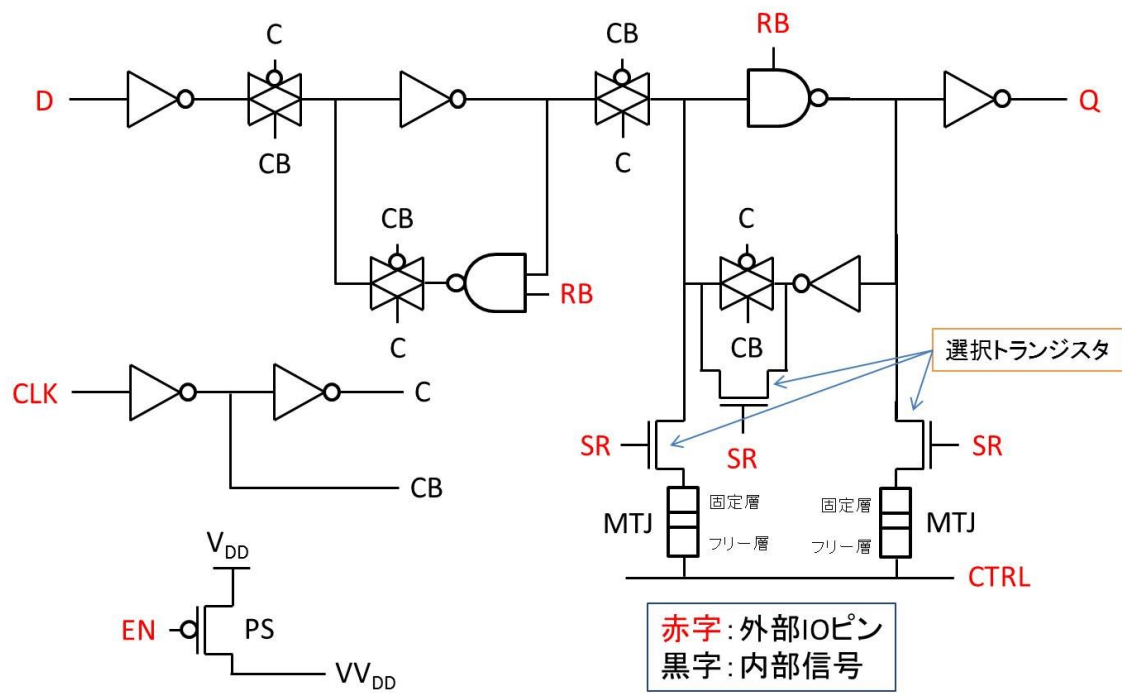 C
CB
RB
D
Q
CB
C
CB
C
RB
C
CB
選択トランジスタ
CLK
C
CB
SR
SR
SR
MTJ
固定層
フリー層
固定層
フリー層
MTJ
CTRL
VDD
EN
PS
VVDD
赤字：外部IOピン
黒字：内部信号